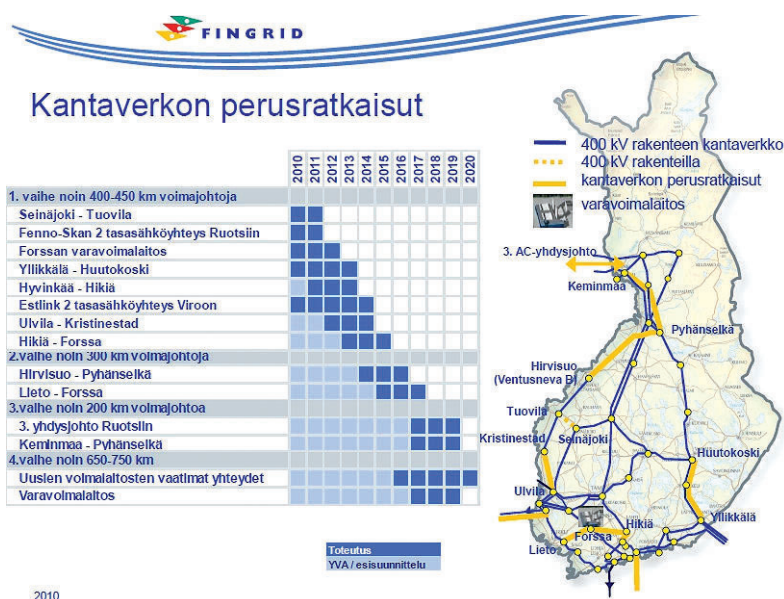 FINGRID
Kantaverkon perusratkaisut
2010 2011 2012 2013 2014 2015 2016 2017 2018 2019 2020
1. vaihe noin 400-450 km voimajohtoja
Seinäjoki - Tuovila
Fenno-Skan 2 tasasähköyhteys Ruotsiin
Forssan varavoimalaitos
Yllikkälä - Huutokoski
Hyvinkää - Hikiä
Estlink 2 tasasähköyhteys Viroon
Ulvila - Kristinestad
Hikiä - Forssa
2.vaihe noin 300 km voimajohtoja
Hirvisuo - Pyhänselkä
Lieto - Forssa
3.vaihe noin 200 km voimajohtoa
3. yhdysjohto Ruotsiin
Keminmaa - Pyhänselkä
4.vaihe noin 650-750 km
Uusien voimalaitosten vaatimat yhteydet
Varavoimalaitos
Toteutus
YVA / esisuunnittelu
2010
400 kV rakenteen kantaverkko
400 kV rakenteilla
kantaverkon perusratkaisut
varavoimalaitos
3. AC-yhdysjohto
Keminmaa
Pyhänselkä
Hirvisuo
(Ventusneva B)
Tuovila
Kristinestad
Seinäjoki
Huutokoski
Ulvila
Yllikkälä
Hikiä
Forssa
Lieto